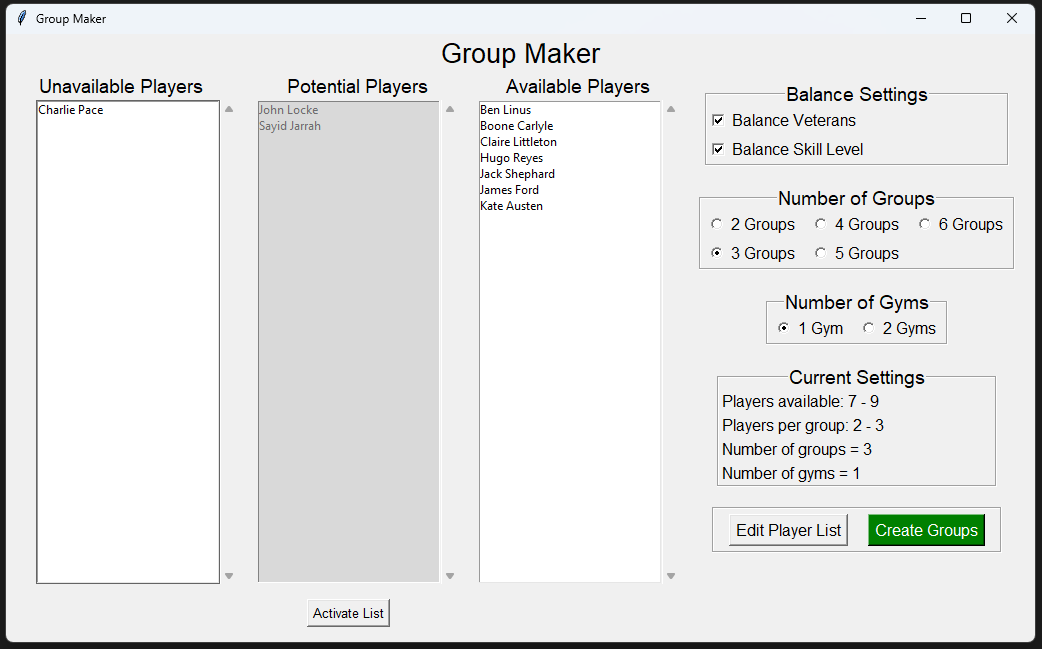 Group Maker
Group Maker
Unavailable Players
Charlie Pace
Potential Players
John Locke
Sayid Jarrah
Activate List
Available Players
Ben Linus
Boone Carlyle
Claire Littleton
Hugo Reyes
Jack Shephard
James Ford
Kate Austen
Balance Settings
Balance Veterans
Balance Skill Level
Number of Groups
2 Groups 4 Groups 6 Groups
3 Groups 5 Groups
Number of Gyms
1 Gym 2 Gyms
Current Settings
Players available: 7 - 9
Players per group: 2 - 3
Number of groups = 3
Number of gyms = 1
Edit Player List Create Groups